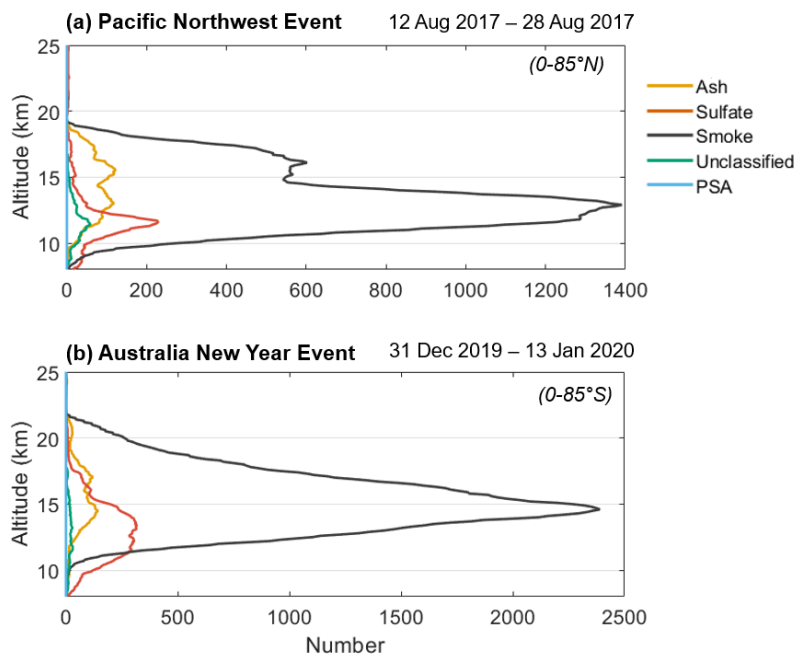 (a) Pacific Northwest Event 12 Aug 2017 – 28 Aug 2017
25
20
15
10
Altitude (km)
(0-85°N)
0 200 400 600 800 1000 1200 1400
Ash
Sulfate
Smoke
Unclassified
PSA
(b) Australia New Year Event 31 Dec 2019 – 13 Jan 2020
25
20
15
10
Altitude (km)
(0-85°S)
0 500 1000 1500 2000 2500
Number